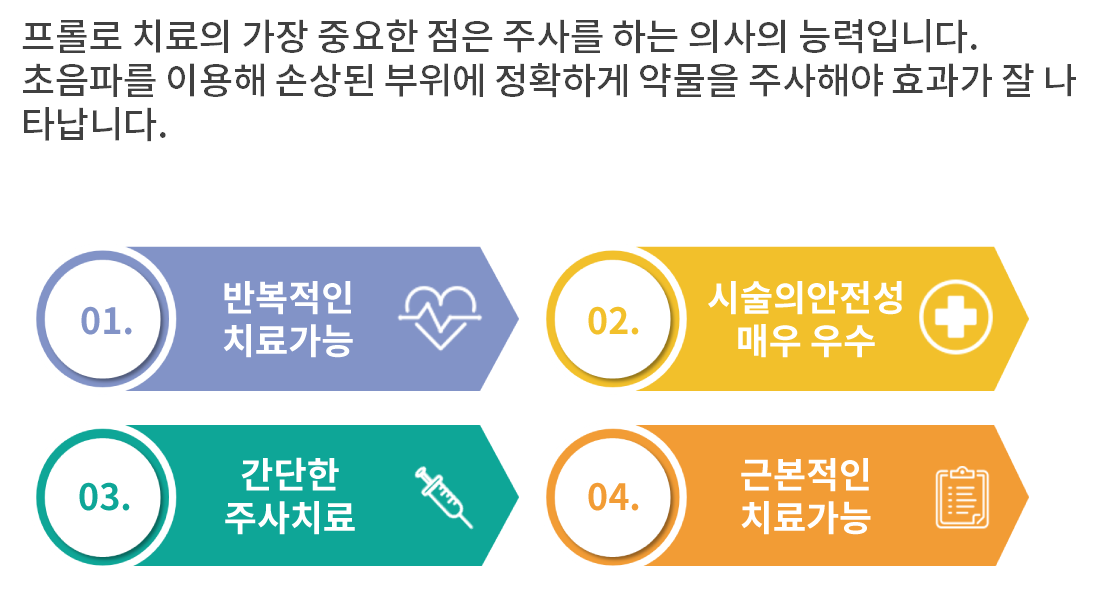 프롤로 치료의 가장 중요한 점은 주사를 하는 의사의 능력입니다.
초음파를 이용해 손상된 부위에 정확하게 약물을 주사해야 효과가 잘 나
타납니다.
01.
반복적인
치료가능
02.
시술의안전성
매우 우수
03.
간단한
주사치료
04.
근본적인
치료가능